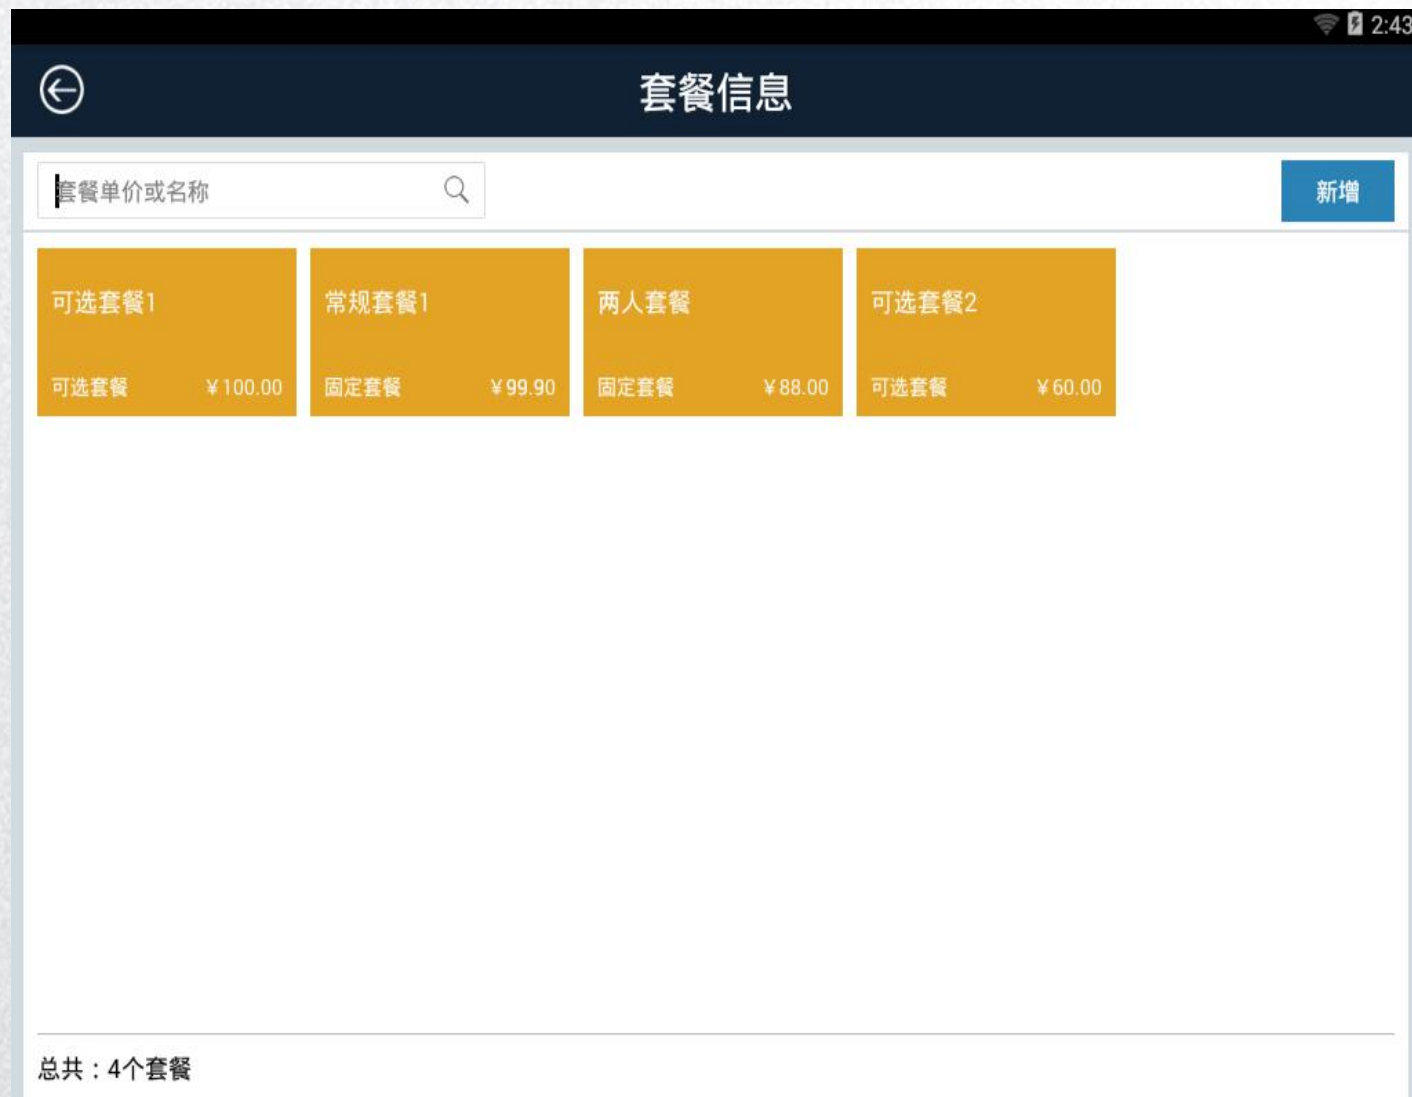 2:43
套餐信息
套餐单价或名称
新增
可选套餐1
可选套餐 ¥100.00
常规套餐1
固定套餐 ¥99.90
两人套餐
固定套餐 ¥88.00
可选套餐2
可选套餐 ¥60.00
总共：4个套餐